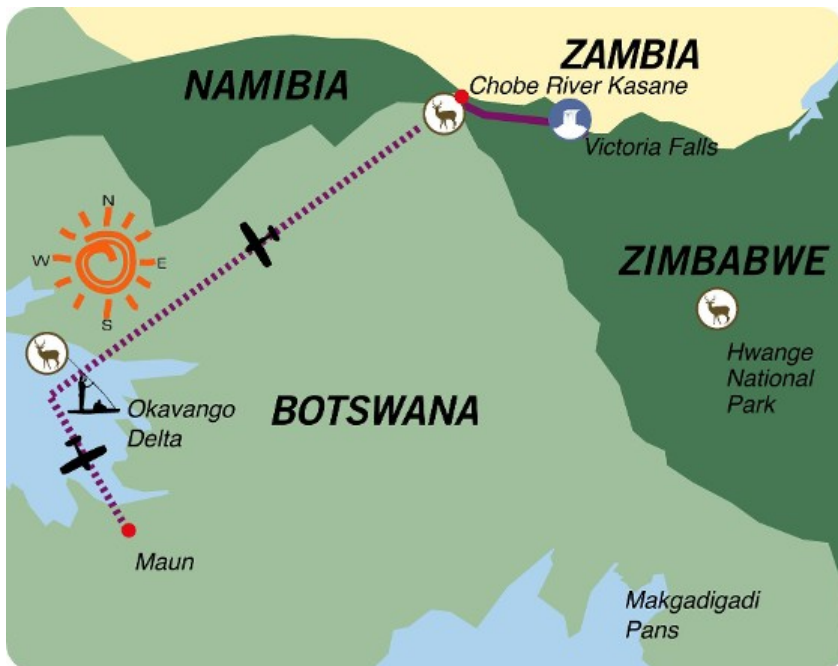 ZAMBIA
NAMIBIA
Chobe River Kasane
Victoria Falls
N
W
E
S
ZIMBABWE
Hwange
National
Park
BOTSWANA
Okavango
Delta
Maun
Makgadigadi
Pans